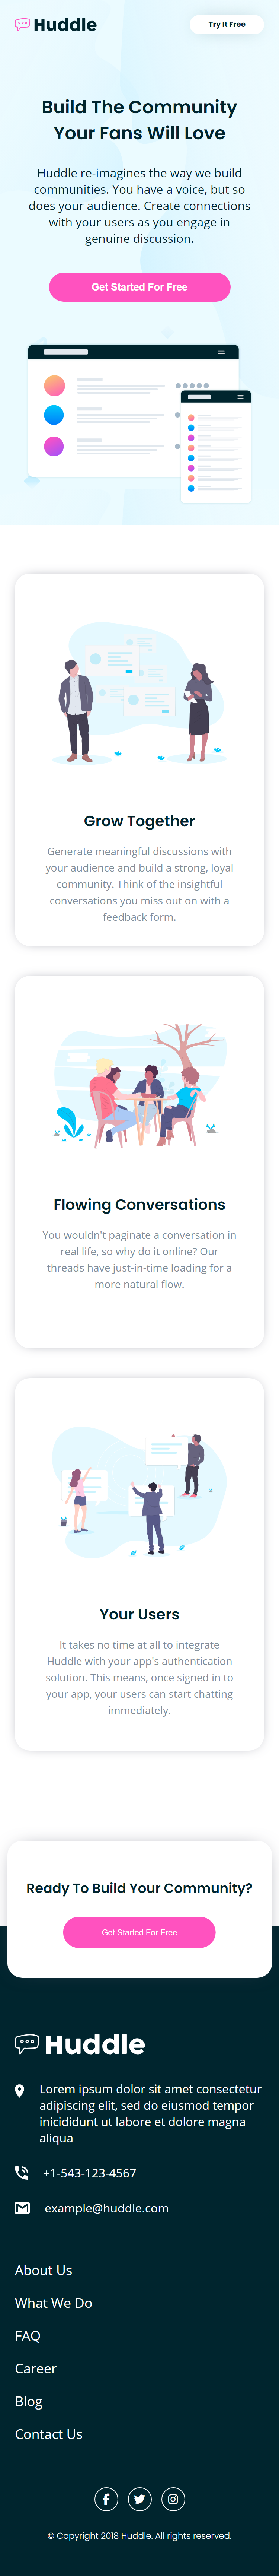 Huddle
Try It Free
Build The Community
Your Fans Will Love
Huddle re-imagines the way we build
communities. You have a voice, but so
does your audience. Create connections
with your users as you engage in
genuine discussion.
Get Started For Free
Grow Together
Generate meaningful discussions with
your audience and build a strong, loyal
community. Think of the insightful
conversations you miss out on with a
feedback form.
Flowing Conversations
You wouldn't paginate a conversation in
real life, so why do it online? Our
threads have just-in-time loading for a
more natural flow.
Your Users
It takes no time at all to integrate
Huddle with your app's authentication
solution. This means, once signed in to
your app, your users can start chatting
immediately.
Ready To Build Your Community?
Get Started For Free
Huddle
Lorem ipsum dolor sit amet consectetur
adipiscing elit, sed do eiusmod tempor
inicididunt ut labore et dolore magna
aliqua
+1-543-123-4567
example@huddle.com
About Us
What We Do
FAQ
Career
Blog
Contact Us
© Copyright 2018 Huddle. All rights reserved.